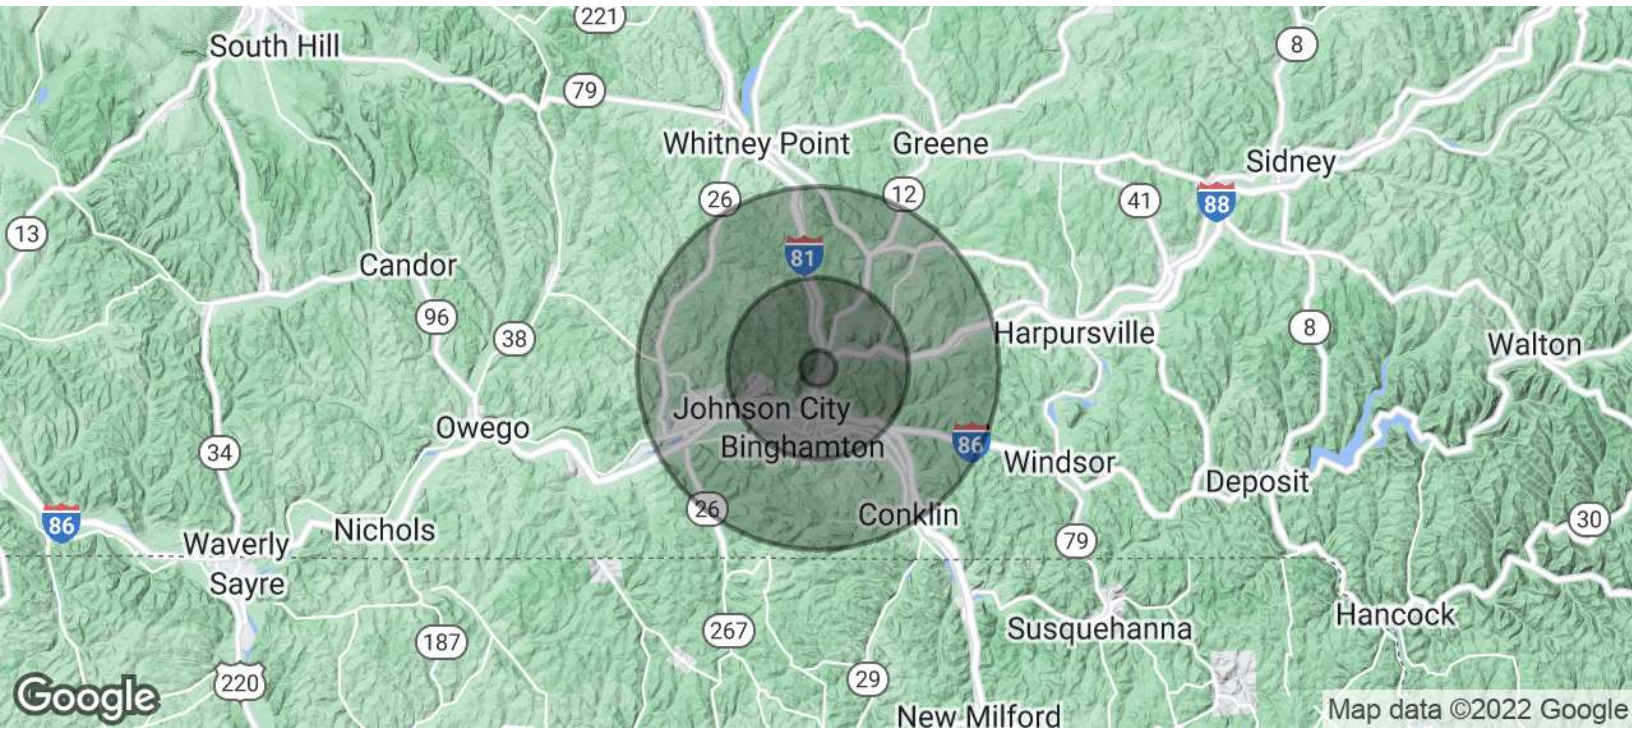 221
South Hill
8
79
Whitney Point
Greene
Sidney
26
12
41
88
13
81
Candor
96
38
Harpursville
8
Walton
Johnson City
Owego
Binghamton
86
34
Windsor
Deposit
26
Conklin
86
Nichols
30
Waverly
79
Sayre
Hancock
267
Susquehanna
187
29
220
Google
New Milford
Map data ©2022 Google